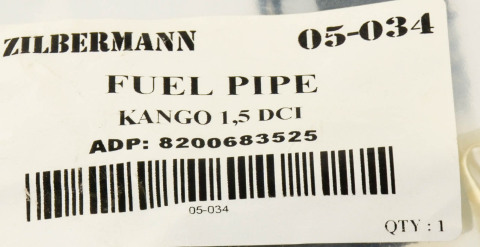 ZILBERMANN 05-034
FUEL PIPE
KANGO 1,5 DCI
ADP: 8200683525
05-034
QTY : 1